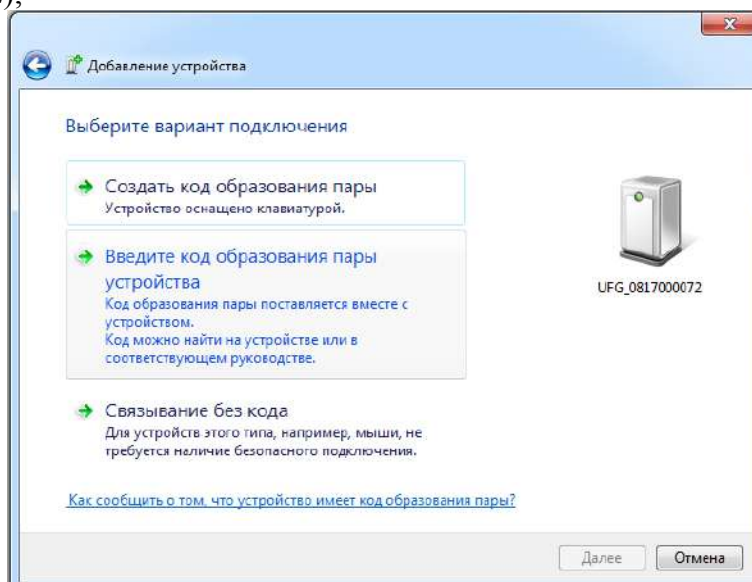 Добавление устройства
Выберите вариант подключения
Создать код образования пары
Устройство оснащено клавиатурой.
Введите код образования пары
устройства
Код образования пары поставляется вместе с
устройством.
Код можно найти на устройстве или в
соответствующем руководстве.
UFG_0817000072
Связывание без кода
Для устройств этого типа, например, мыши, не
требуется наличие безопасного подключения.
Как сообщить о том, что устройство имеет код образования пары?
Далее
Отмена